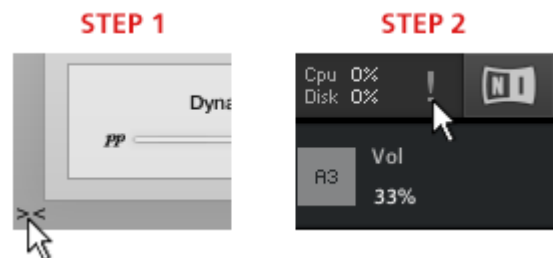 STEP 1
STEP 2
Dyna
pp
><
Cpu 0%
Disk 0%
!
NI
Vol
A3
33%